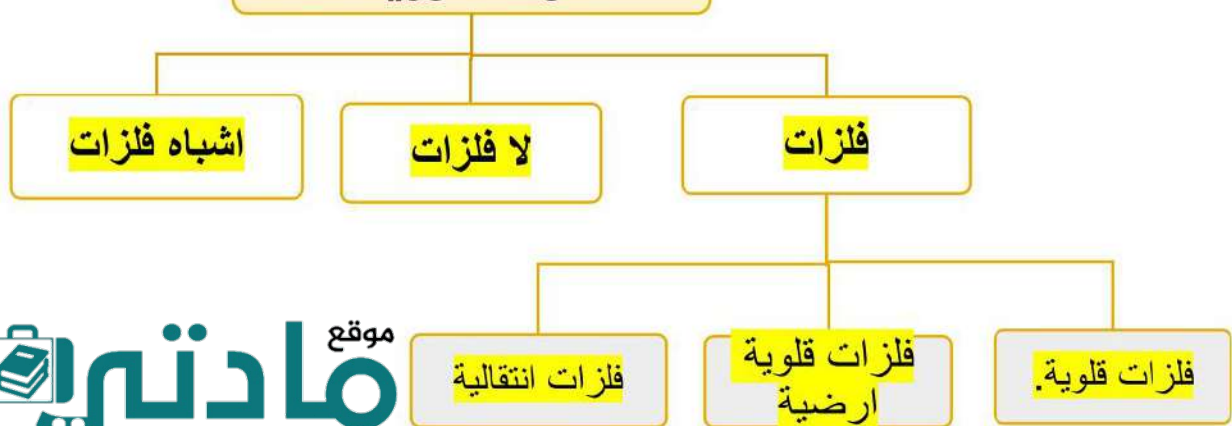 فلزات
لا فلزات
اشباه فلزات
فلزات قلوية.
فلزات قلوية
ارضية
فلزات انتقالية
موقع
مادتي